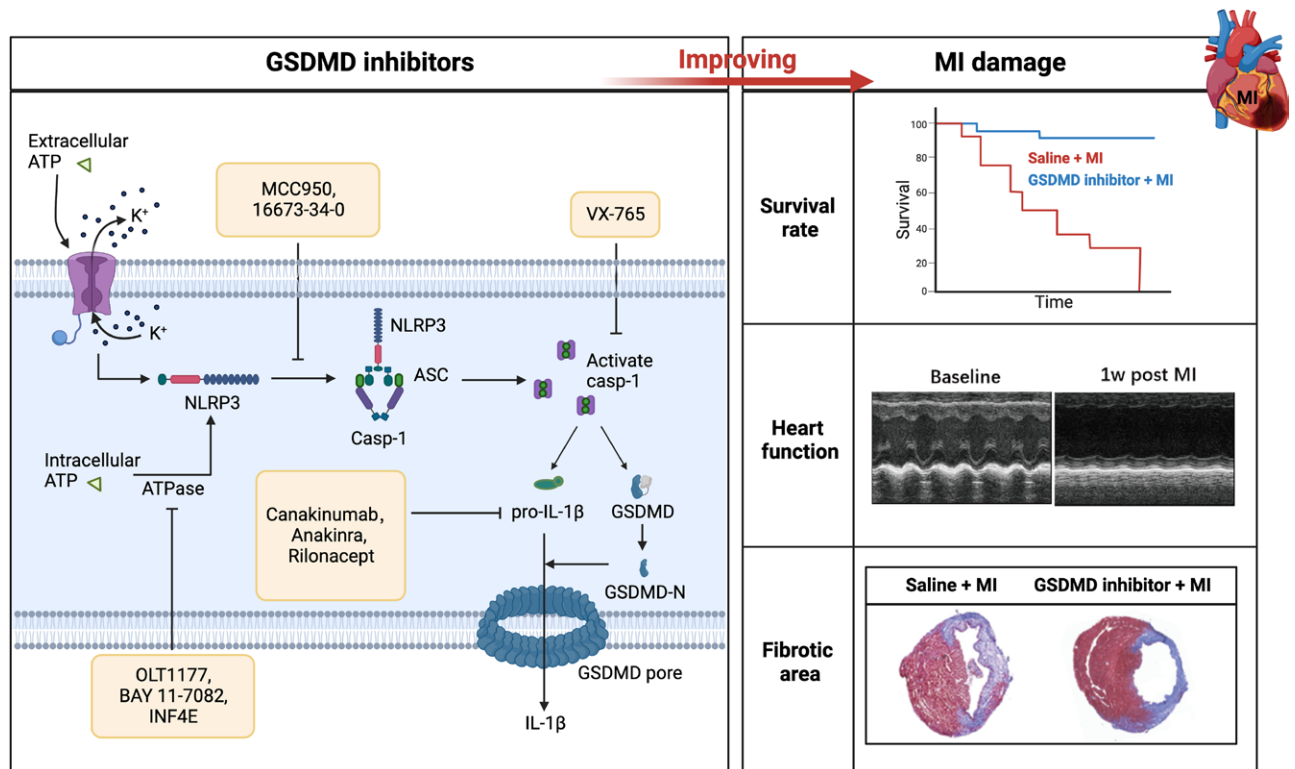 GSDMD inhibitors
Improving
MI damage
MI
Extracellular
ATP
K⁺
K⁺
MCC950,
16673-34-0
VX-765
NLRP3
NLRP3
ASC
Casp-1
Activate
casp-1
Intracellular
ATP
ATPase
Canakinumab,
Anakinra,
Rilonacept
pro-IL-1β
GSDMD
GSDMD-N
GSDMD pore
OLT1177,
BAY 11-7082,
INF4E
IL-1β
Survival
rate
Survival
100
80
60
40
20
0
Saline + MI
GSDMD inhibitor + MI
Time
Heart
function
Baseline
1w post MI
Fibrotic
area
Saline + MI
GSDMD inhibitor + MI